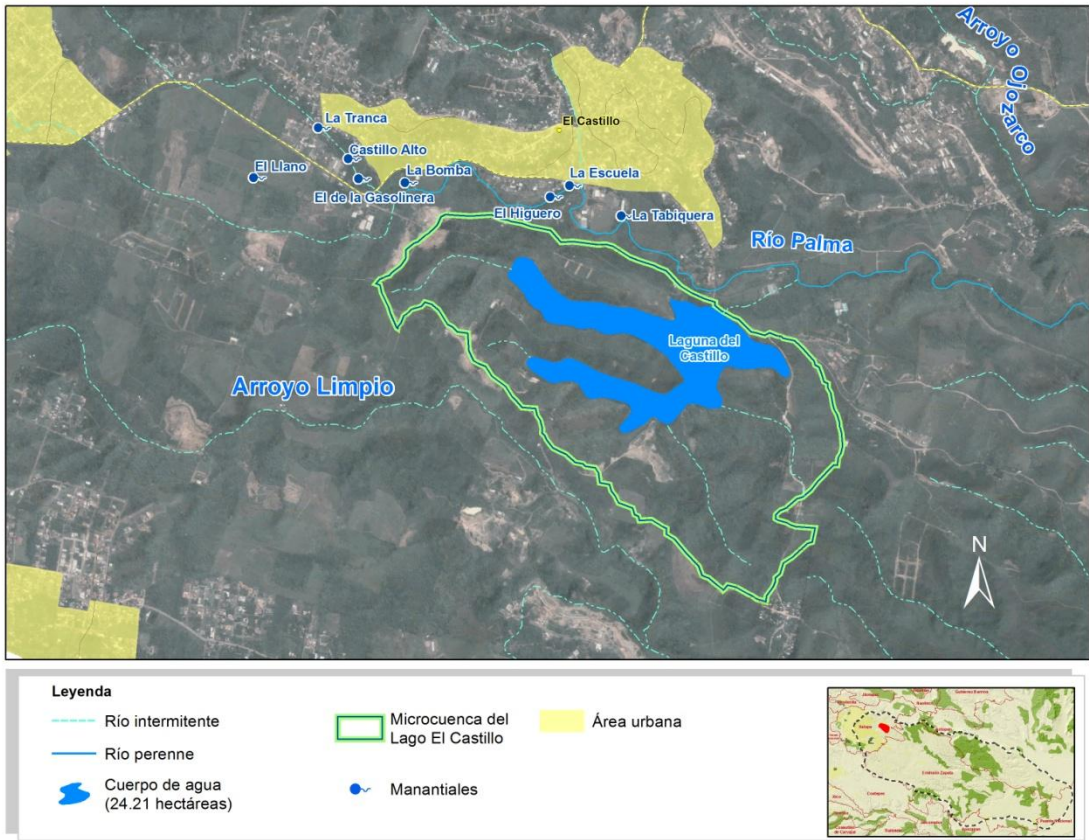 Arroyo Ojozarco
El Castillo
La Tranca
Castillo Alto
El Llano
La Bomba
El de la Gasolinera
La Escuela
El Higuero
La Tabiquera
Río Palma
Laguna del
Castillo
Arroyo Limpio
N
Leyenda
Río intermitente
Río perenne
Cuerpo de agua
(24.21 hectáreas)
Microcuenca del
Lago El Castillo
Manantiales
Área urbana
Emiliano Zapata